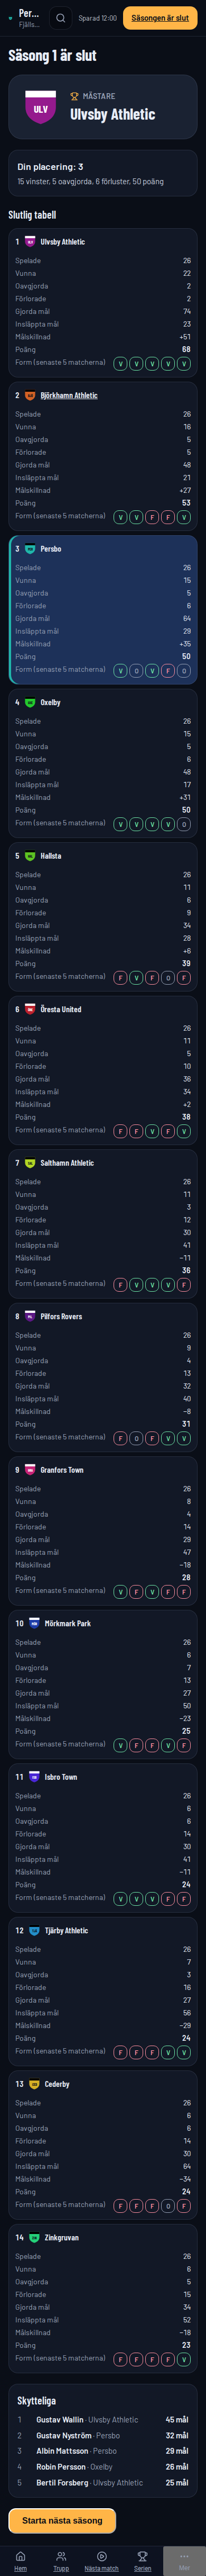 Per...
Fjälls...
Sparad 12:00
Säsongen är slut
Säsong 1 är slut
ULV
MÄSTARE
Ulvsby Athletic
Din placering: 3
15 vinster, 5 oavgjorda, 6 förluster, 50 poäng
Slutlig tabell
1 Ulvsby Athletic
Spelade 26
Vunna 22
Oavgjorda 2
Förlorade 2
Gjorda mål 74
Insläppta mål 23
Målskillnad +51
Poäng 68
Form (senaste 5 matcherna) V V V V V
2 Björkhamn Athletic
Spelade 26
Vunna 16
Oavgjorda 5
Förlorade 5
Gjorda mål 48
Insläppta mål 21
Målskillnad +27
Poäng 53
Form (senaste 5 matcherna) V V F F V
3 Persbo
Spelade 26
Vunna 15
Oavgjorda 5
Förlorade 6
Gjorda mål 64
Insläppta mål 29
Målskillnad +35
Poäng 50
Form (senaste 5 matcherna) V O V F O
4 Oxelby
Spelade 26
Vunna 15
Oavgjorda 5
Förlorade 6
Gjorda mål 48
Insläppta mål 17
Målskillnad +31
Poäng 50
Form (senaste 5 matcherna) V V V V O
5 Hallsta
Spelade 26
Vunna 11
Oavgjorda 6
Förlorade 9
Gjorda mål 34
Insläppta mål 28
Målskillnad +6
Poäng 39
Form (senaste 5 matcherna) F V F O F
6 Öresta United
Spelade 26
Vunna 11
Oavgjorda 5
Förlorade 10
Gjorda mål 36
Insläppta mål 34
Målskillnad +2
Poäng 38
Form (senaste 5 matcherna) F F V F V
7 Salthamn Athletic
Spelade 26
Vunna 11
Oavgjorda 3
Förlorade 12
Gjorda mål 30
Insläppta mål 41
Målskillnad −11
Poäng 36
Form (senaste 5 matcherna) F V V V F
8 Pilfors Rovers
Spelade 26
Vunna 9
Oavgjorda 4
Förlorade 13
Gjorda mål 32
Insläppta mål 40
Målskillnad −8
Poäng 31
Form (senaste 5 matcherna) F O F V V
9 Granfors Town
Spelade 26
Vunna 8
Oavgjorda 4
Förlorade 14
Gjorda mål 29
Insläppta mål 47
Målskillnad −18
Poäng 28
Form (senaste 5 matcherna) V F V F F
10 Mörkmark Park
Spelade 26
Vunna 6
Oavgjorda 7
Förlorade 13
Gjorda mål 27
Insläppta mål 50
Målskillnad −23
Poäng 25
Form (senaste 5 matcherna) V F F V F
11 Isbro Town
Spelade 26
Vunna 6
Oavgjorda 6
Förlorade 14
Gjorda mål 30
Insläppta mål 41
Målskillnad −11
Poäng 24
Form (senaste 5 matcherna) V V V F F
12 Tjärby Athletic
Spelade 26
Vunna 7
Oavgjorda 3
Förlorade 16
Gjorda mål 27
Insläppta mål 56
Målskillnad −29
Poäng 24
Form (senaste 5 matcherna) F F F V V
13 Cederby
Spelade 26
Vunna 6
Oavgjorda 6
Förlorade 14
Gjorda mål 30
Insläppta mål 64
Målskillnad −34
Poäng 24
Form (senaste 5 matcherna) F F F O F
14 Zinkgruvan
Spelade 26
Vunna 6
Oavgjorda 5
Förlorade 15
Gjorda mål 34
Insläppta mål 52
Målskillnad −18
Poäng 23
Form (senaste 5 matcherna) F F F F V
Skytteliga
1 Gustav Wallin · Ulvsby Athletic 45 mål
2 Gustav Nyström · Persbo 32 mål
3 Albin Mattsson · Persbo 29 mål
4 Robin Persson · Oxelby 26 mål
5 Bertil Forsberg · Ulvsby Athletic 25 mål
Starta nästa säsong
Hem Trupp Nästa match Serien Mer